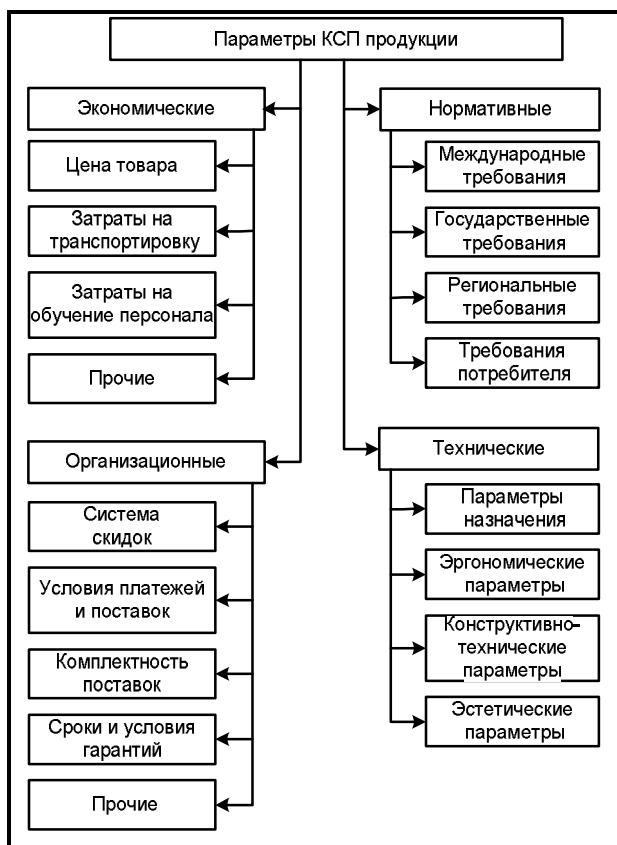 Параметры КСП продукции
Экономические
Цена товара
Затраты на
транспортировку
Затраты на
обучение персонала
Прочие
Нормативные
Международные
требования
Государственные
требования
Региональные
требования
Требования
потребителя
Организационные
Система
скидок
Условия платежей
и поставок
Комплектность
поставок
Сроки и условия
гарантий
Прочие
Технические
Параметры
назначения
Эргономические
параметры
Конструктивно-
технические
параметры
Эстетические
параметры